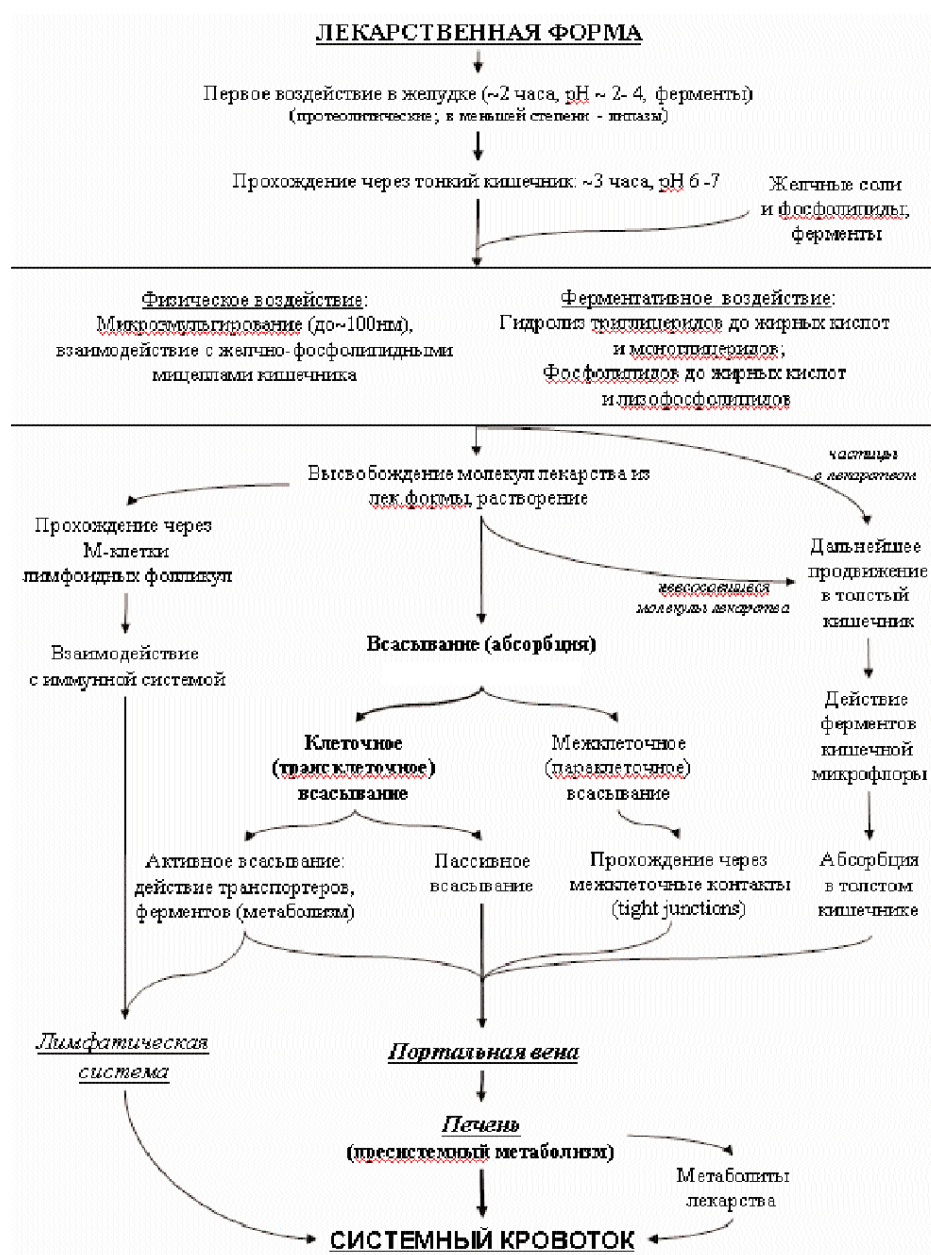 ЛЕКАРСТВЕННАЯ ФОРМА
Первое воздействие в желудке (~2 часа, pH ~ 2- 4, ферменты)
(протеолитические; в меньшей степени - липазы)
Прохождение через тонкий кишечник: ~3 часа, pH 6 -7
Желчные соли
и фосфолипиды;
ферменты
Физическое воздействие:
Микроэмульгирование (до~100нм),
взаимодействие с желчно-фосфолипидными
мицеллами кишечника
Ферментативное воздействие:
Гидролиз триглицеридов до жирных кислот
и моноглицеридов;
Фосфолипидов до жирных кислот
и лизофосфолипидов
частицы
с лекарством
Высвобождение молекул лекарства из
лек.формы, растворение
Прохождение через
М-клетки
лимфоидных фолликул
Дальнейшее
продвижение
в толстый
кишечник
невсосавшиеся
молекулы лекарства
Взаимодействие
с иммунной системой
Всасывание (абсорбция)
Действие
ферментов
кишечной
микрофлоры
Клеточное
(трансклеточное)
всасывание
Межклеточное
(параклеточное)
всасывание
Активное всасывание:
действие транспортеров,
ферментов (метаболизм)
Пассивное
всасывание
Прохождение через
межклеточные контакты
(tight junctions)
Абсорбция
в толстом
кишечнике
Лимфатическая
система
Портальная вена
Печень
(пресистемный метаболизм)
Метаболиты
лекарства
СИСТЕМНЫЙ КРОВОТОК